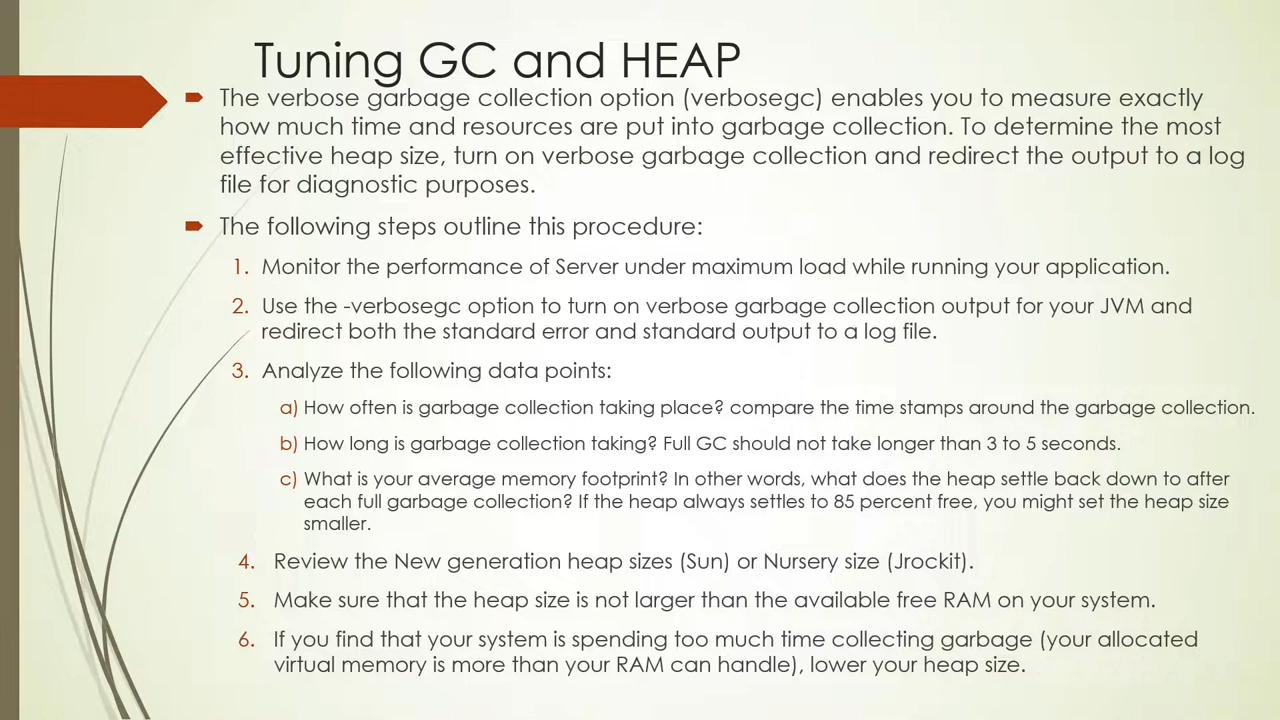 Tuning GC and HEAP
The verbose garbage collection option (verbosegc) enables you to measure exactly
how much time and resources are put into garbage collection. To determine the most
effective heap size, turn on verbose garbage collection and redirect the output to a log
file for diagnostic purposes.
The following steps outline this procedure:
1. Monitor the performance of Server under maximum load while running your application.
2. Use the -verbosegc option to turn on verbose garbage collection output for your JVM and
redirect both the standard error and standard output to a log file.
3. Analyze the following data points:
a) How often is garbage collection taking place? compare the time stamps around the garbage collection.
b) How long is garbage collection taking? Full GC should not take longer than 3 to 5 seconds.
c) What is your average memory footprint? In other words, what does the heap settle back down to after
each full garbage collection? If the heap always settles to 85 percent free, you might set the heap size
smaller.
4. Review the New generation heap sizes (Sun) or Nursery size (Jrockit).
5. Make sure that the heap size is not larger than the available free RAM on your system.
6. If you find that your system is spending too much time collecting garbage (your allocated
virtual memory is more than your RAM can handle), lower your heap size.